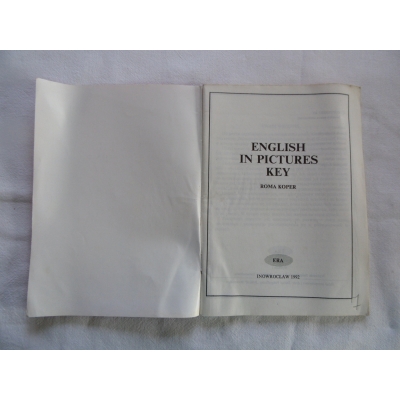 ENGLISH
IN PICTURES
KEY
ROMA KOPER
ERA
INOWROCŁAW 1992